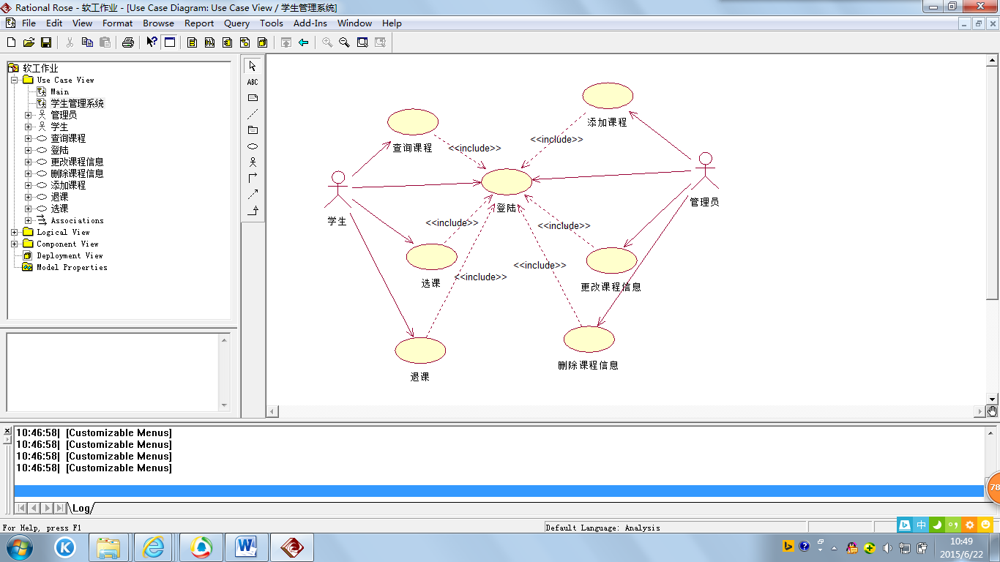 Rational Rose - 软工作业 - [Use Case Diagram: Use Case View / 学生管理系统]
File Edit View Format Browse Report Query Tools Add-Ins Window Help
ABC
软工作业
Use Case View
Main
学生管理系统
管理员
学生
查询课程
登陆
更改课程信息
删除课程信息
添加课程
退课
选课
Associations
Logical View
Component View
Deployment View
Model Properties
添加课程
<<include>>
查询课程
<<include>>
登陆
管理员
学生
<<include>>
<<include>>
<<include>>
<<include>>
选课
更改课程信息
删除课程信息
退课
10:46:58| [Customizable Menus]
10:46:58| [Customizable Menus]
10:46:58| [Customizable Menus]
10:46:58| [Customizable Menus]
78
Log
For Help, press F1
Default Language: Analysis
中
K
W
10:49
2015/6/22